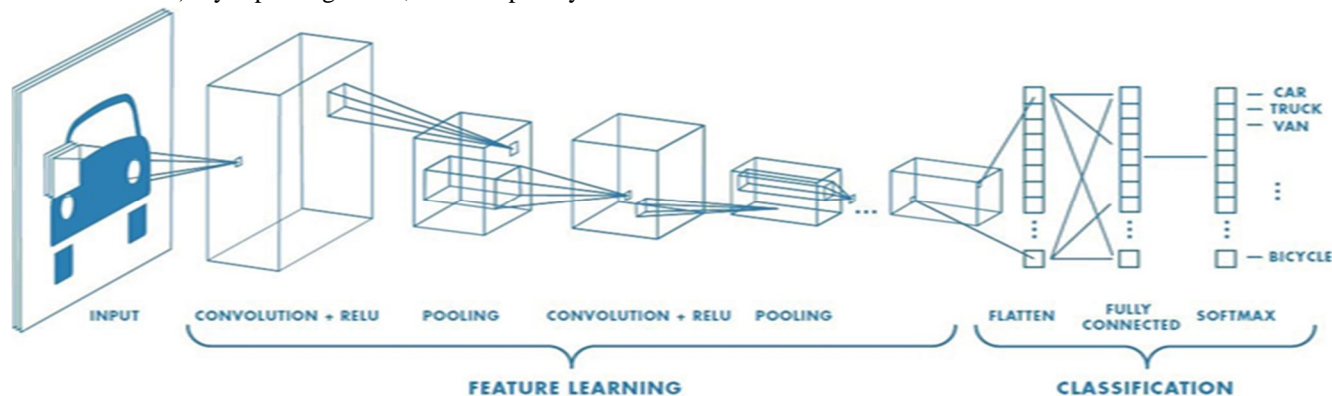 CAR
TRUCK
VAN
BICYCLE
INPUT
CONVOLUTION + RELU
POOLING
CONVOLUTION + RELU
POOLING
FLATTEN
FULLY
CONNECTED
SOFTMAX
FEATURE LEARNING
CLASSIFICATION